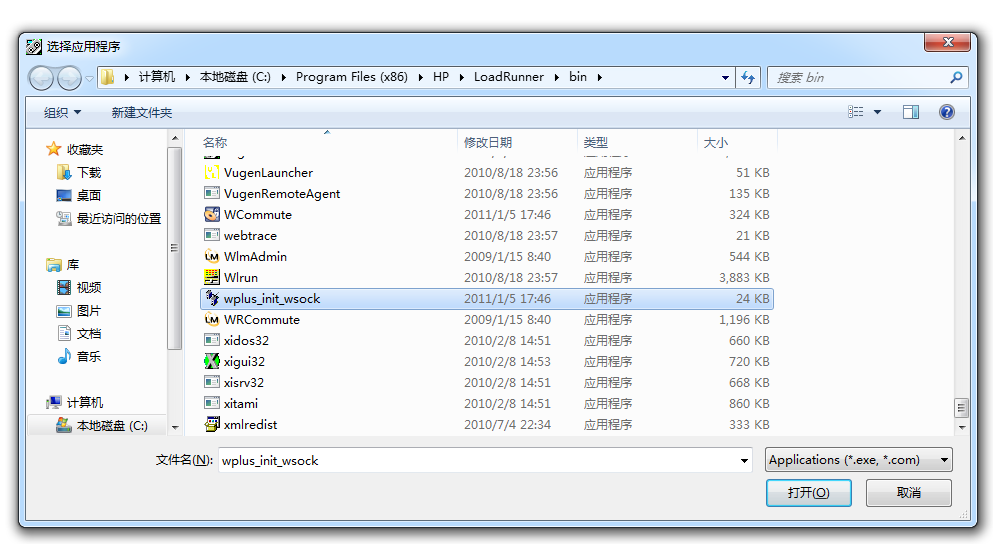 选择应用程序
计算机 本地磁盘 (C:) Program Files (x86) HP LoadRunner bin 搜索 bin
组织 新建文件夹
名称 修改日期 类型 大小
收藏夹
下载
桌面
最近访问的位置
库
视频
图片
文档
音乐
计算机
本地磁盘 (C:)
VugenLauncher 2010/8/18 23:56 应用程序 51 KB
VugenRemoteAgent 2010/8/18 23:56 应用程序 135 KB
WCommute 2011/1/5 17:46 应用程序 324 KB
webtrace 2010/8/18 23:57 应用程序 21 KB
WlmAdmin 2009/1/15 8:40 应用程序 544 KB
Wlrun 2010/8/18 23:57 应用程序 3,883 KB
wplus_init_wsock 2011/1/5 17:46 应用程序 24 KB
WRCommute 2009/1/15 8:40 应用程序 1,196 KB
xidos32 2010/2/8 14:51 应用程序 660 KB
xigui32 2010/2/8 14:53 应用程序 720 KB
xisrv32 2010/2/8 14:51 应用程序 668 KB
xitami 2010/2/8 14:51 应用程序 860 KB
xmlredist 2010/7/4 22:34 应用程序 333 KB
文件名(N): wplus_init_wsock Applications (*.exe, *.com)
打开(O) 取消